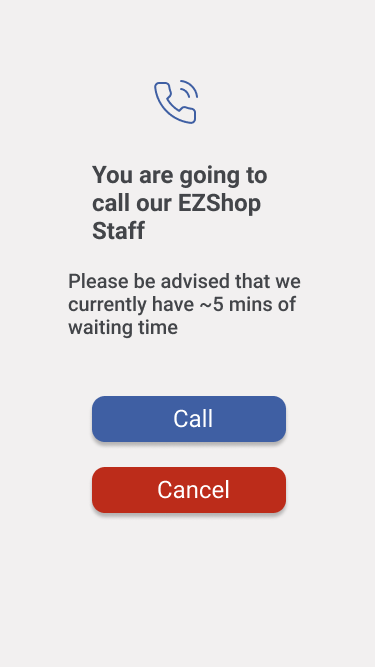 You are going to
call our EZShop
Staff
Please be advised that we
currently have ~5 mins of
waiting time
Call
Cancel